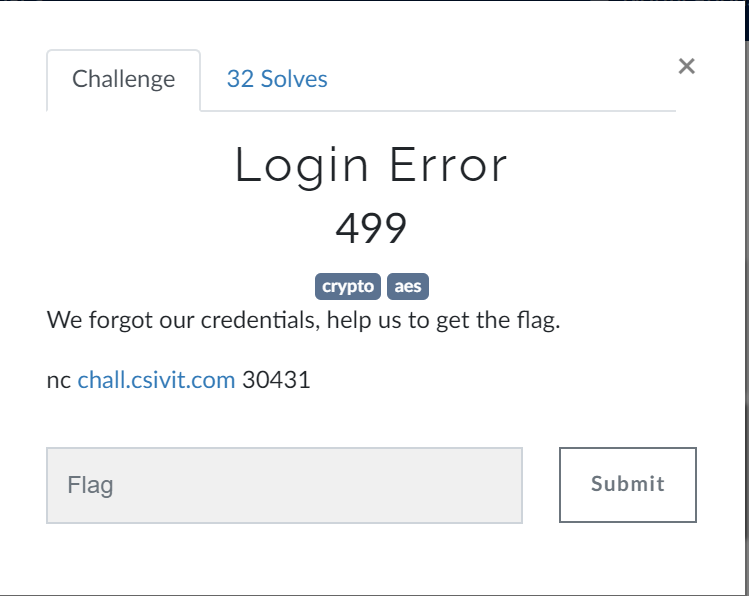 Challenge
32 Solves
×
Login Error
499
crypto aes
We forgot our credentials, help us to get the flag.
nc chall.csivit.com 30431
Flag
Submit